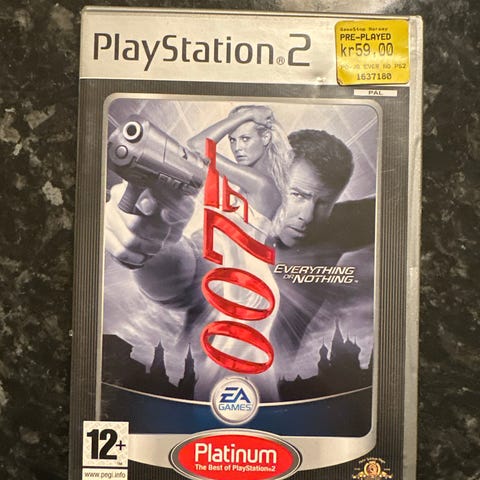 PlayStation®2
GameStop Norway
PRE-PLAYED
kr59,00
1637180
PAL
007
EVERYTHING
OR NOTHING™
EA
GAMES
12+
www.pegi.info
Platinum
The Best of PlayStation®2